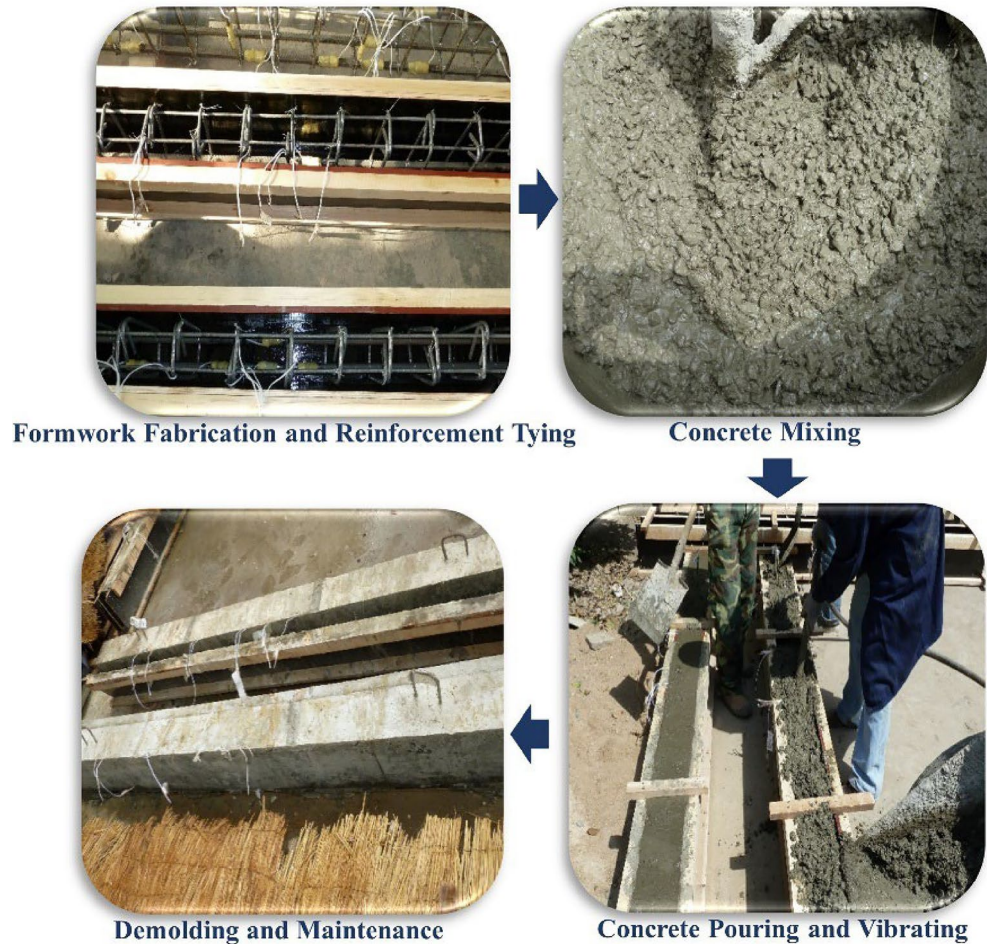 Formwork Fabrication and Reinforcement Tying
Concrete Mixing
Demolding and Maintenance
Concrete Pouring and Vibrating